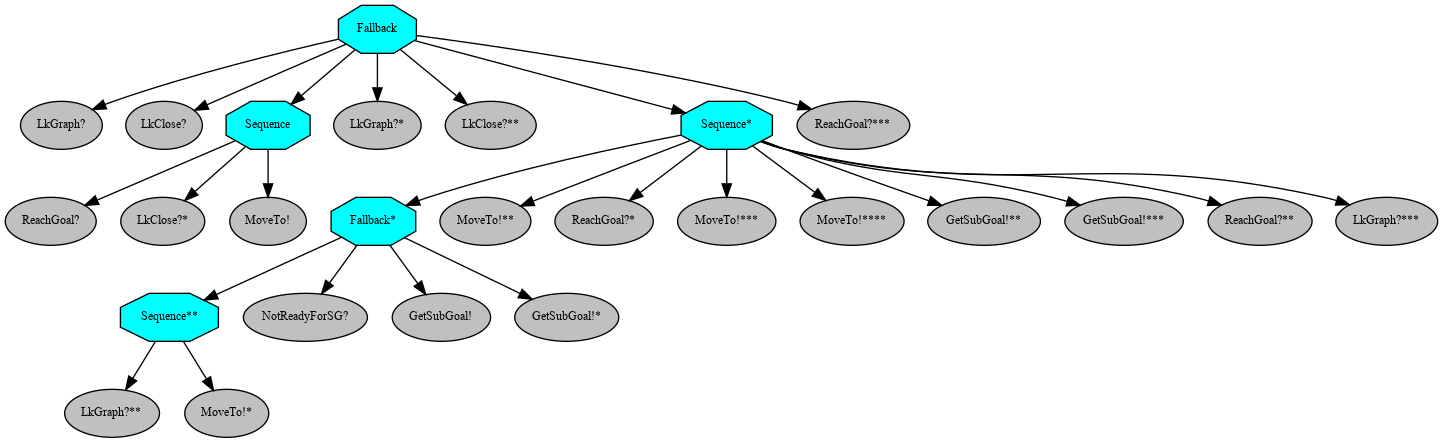 Fallback
LkGraph?
LkClose?
Sequence
LkGraph?*
LkClose?**
Sequence*
ReachGoal?***
ReachGoal?
LkClose?*
MoveTo!
Fallback*
MoveTo!**
ReachGoal?*
MoveTo!***
MoveTo!****
GetSubGoal!**
GetSubGoal!***
ReachGoal?**
LkGraph?***
Sequence**
NotReadyForSG?
GetSubGoal!
GetSubGoal!*
LkGraph?**
MoveTo!*